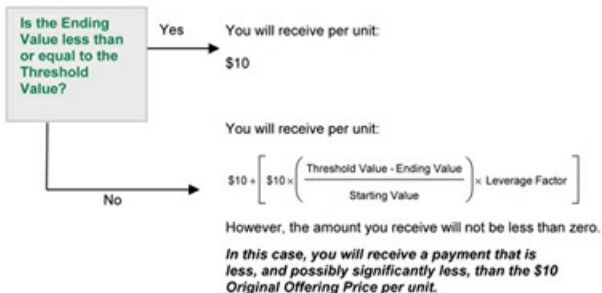 Is the Ending
Value less than
or equal to the
Threshold
Value?
Yes
You will receive per unit:
$10
You will receive per unit:
$10 + [ $10 × ( Threshold Value - Ending Value / Starting Value ) × Leverage Factor ]
No
However, the amount you receive will not be less than zero.
In this case, you will receive a payment that is
less, and possibly significantly less, than the $10
Original Offering Price per unit.